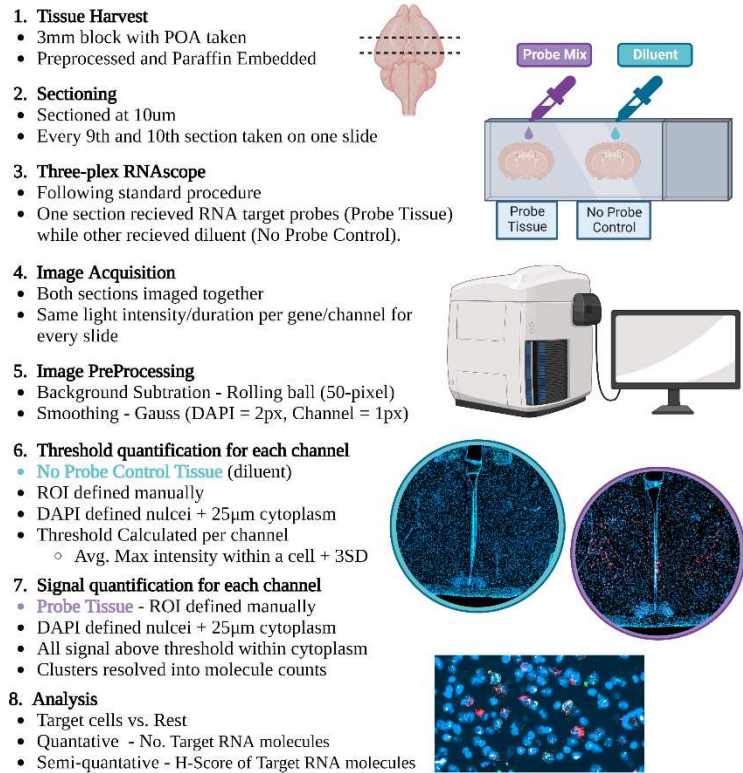 1. Tissue Harvest
• 3mm block with POA taken
• Preprocessed and Paraffin Embedded
2. Sectioning
• Sectioned at 10um
• Every 9th and 10th section taken on one slide
3. Three-plex RNAscope
• Following standard procedure
• One section recieved RNA target probes (Probe Tissue)
while other recieved diluent (No Probe Control).
4. Image Acquisition
• Both sections imaged together
• Same light intensity/duration per gene/channel for
every slide
5. Image PreProcessing
• Background Subtration - Rolling ball (50-pixel)
• Smoothing - Gauss (DAPI = 2px, Channel = 1px)
6. Threshold quantification for each channel
• No Probe Control Tissue (diluent)
• ROI defined manually
• DAPI defined nulcei + 25μm cytoplasm
• Threshold Calculated per channel
○ Avg. Max intensity within a cell + 3SD
7. Signal quantification for each channel
• Probe Tissue - ROI defined manually
• DAPI defined nulcei + 25μm cytoplasm
• All signal above threshold within cytoplasm
• Clusters resolved into molecule counts
8. Analysis
• Target cells vs. Rest
• Quantative - No. Target RNA molecules
• Semi-quantative - H-Score of Target RNA molecules
Probe Mix
Diluent
Probe
Tissue
No Probe
Control